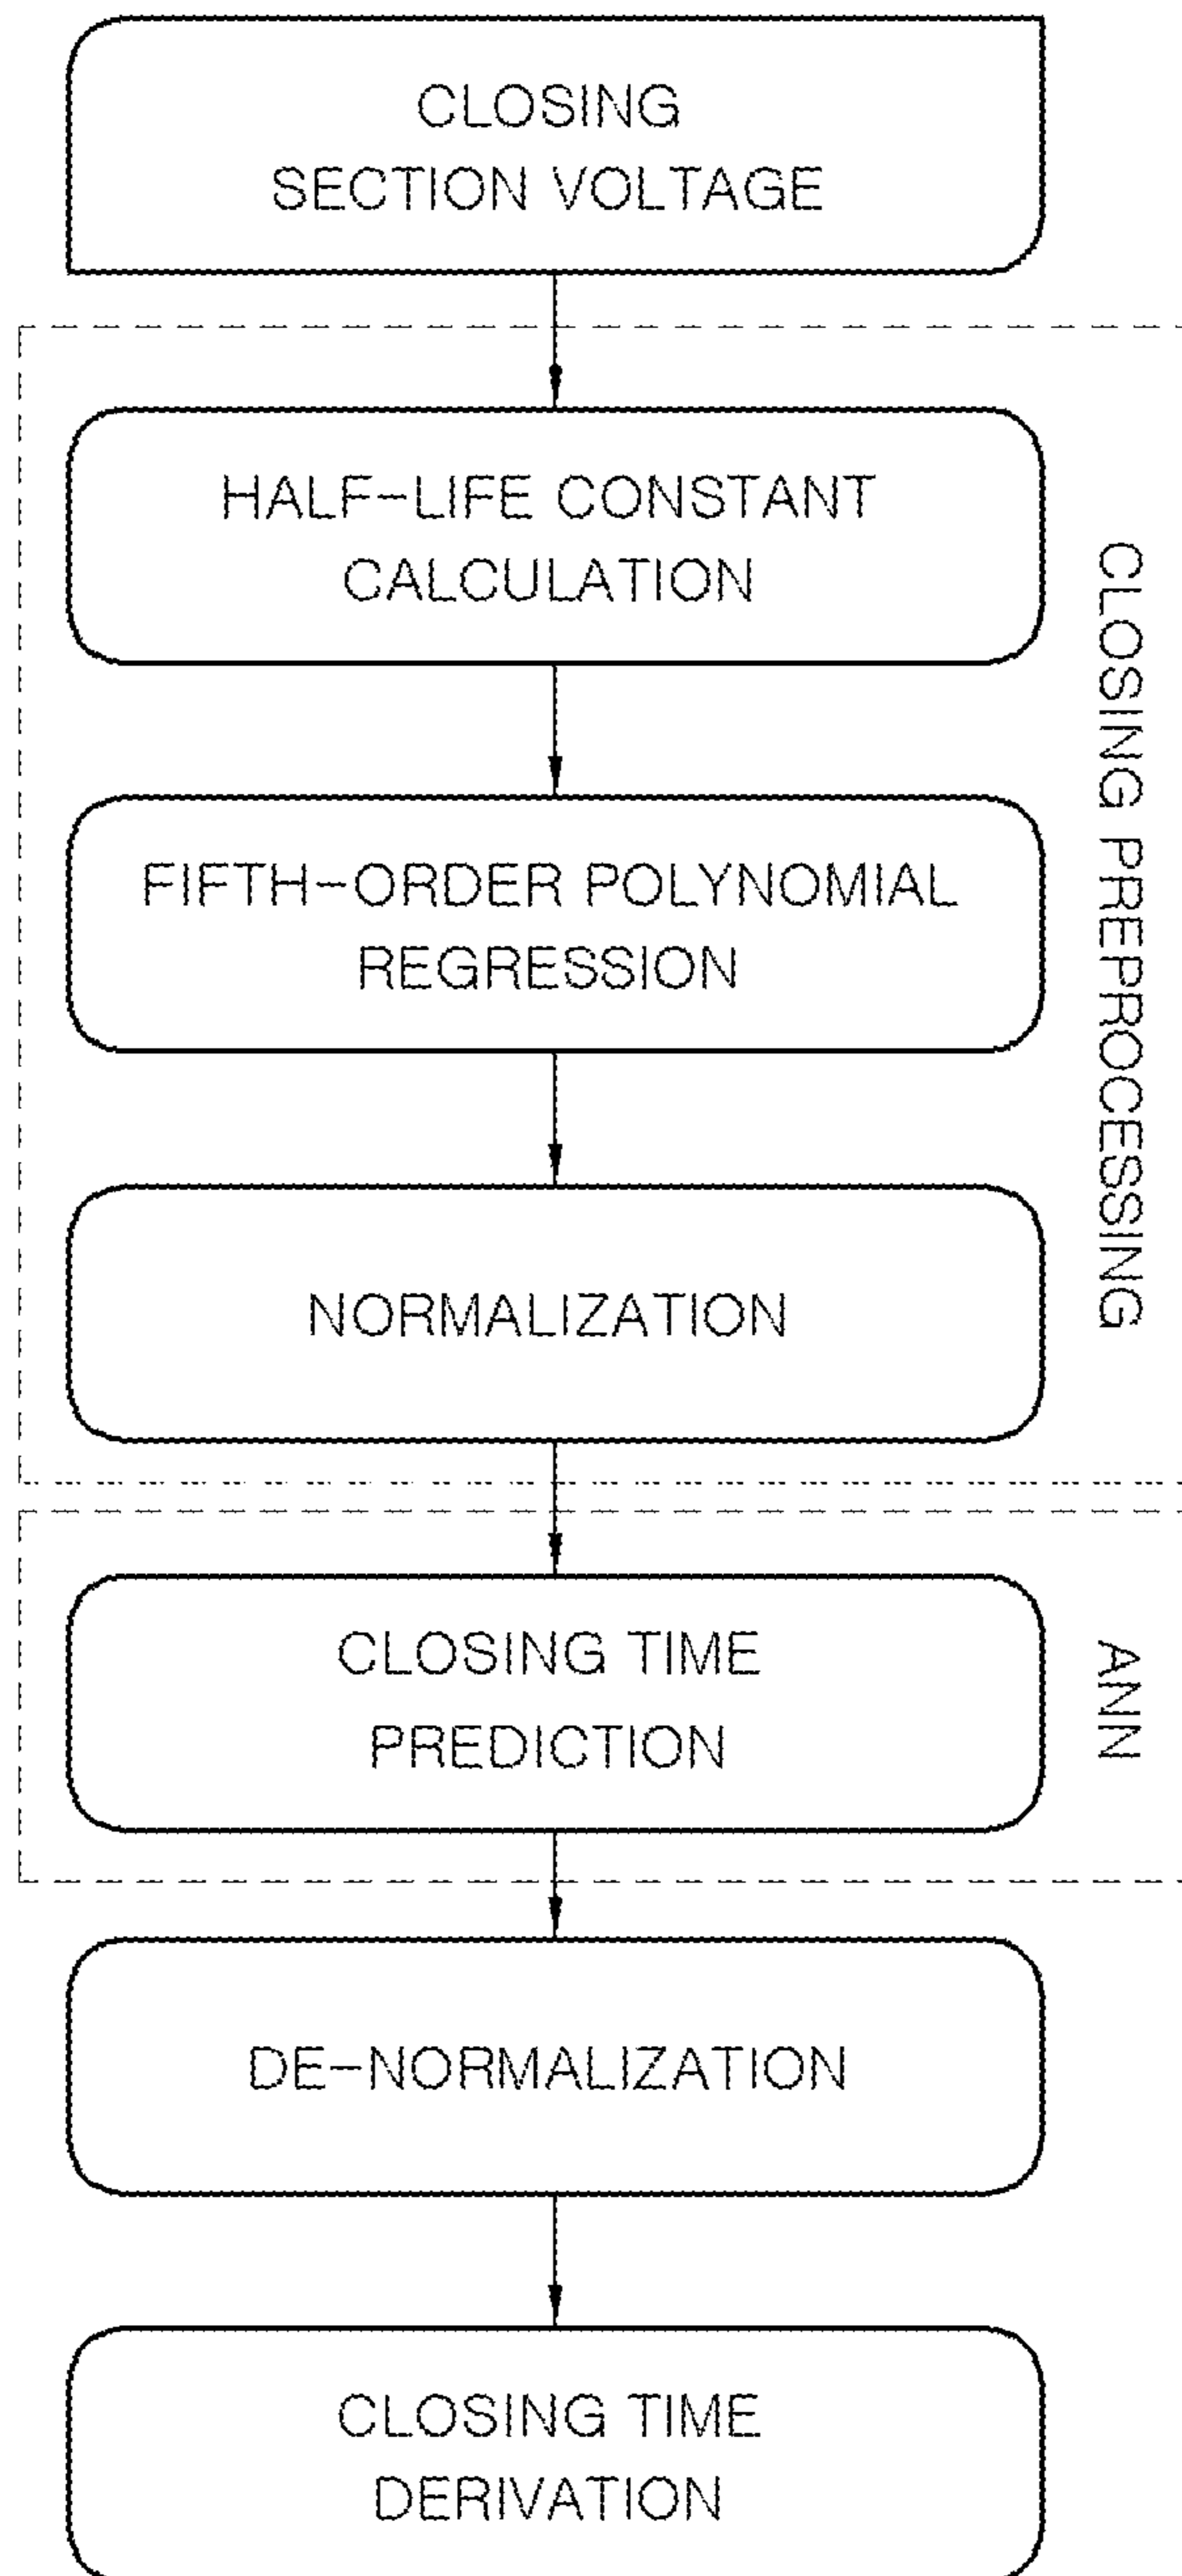 CLOSING
SECTION VOLTAGE
HALF-LIFE CONSTANT
CALCULATION
FIFTH-ORDER POLYNOMIAL
REGRESSION
NORMALIZATION
CLOSING PREPROCESSING
CLOSING TIME
PREDICTION
ANN
DE-NORMALIZATION
CLOSING TIME
DERIVATION